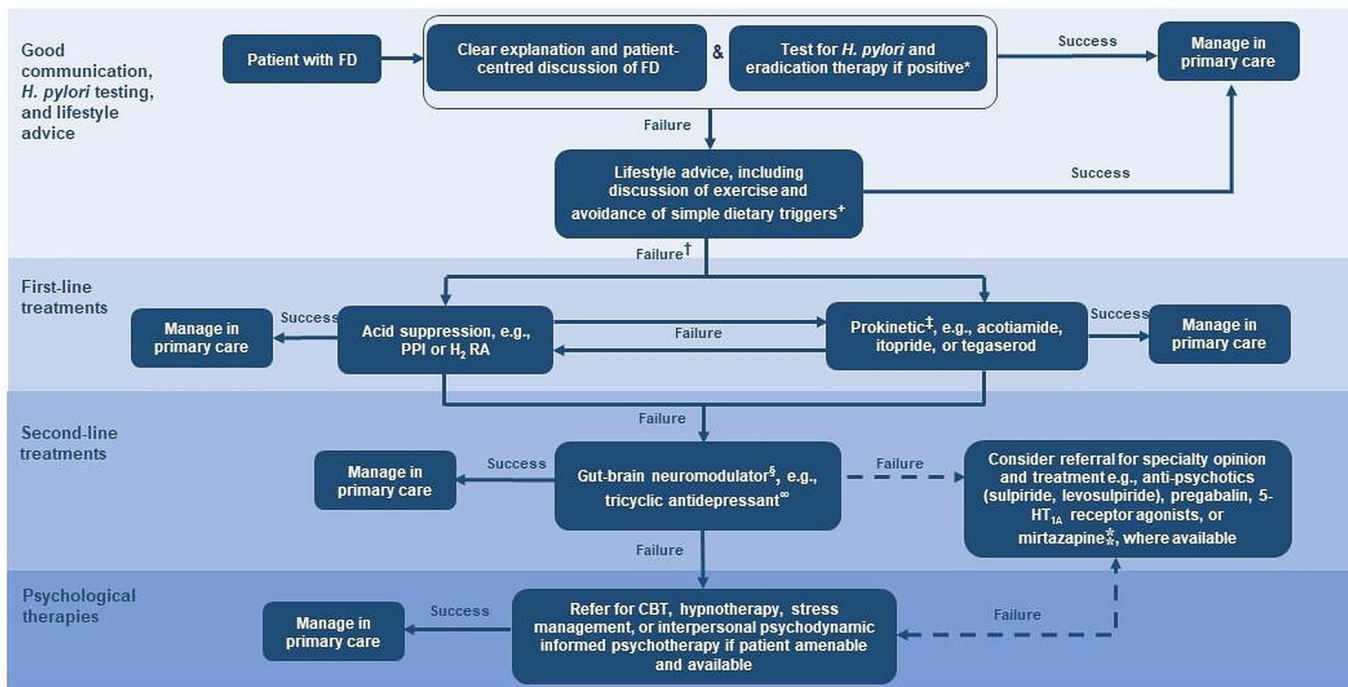 Good
communication,
H. pylori testing,
and lifestyle
advice
Patient with FD
Clear explanation and patient-
centred discussion of FD
&
Test for H. pylori and
eradication therapy if positive*
Success
Manage in
primary care
Failure
Lifestyle advice, including
discussion of exercise and
avoidance of simple dietary triggers+
Success
Failure†
First-line
treatments
Manage in
primary care
Success
Acid suppression, e.g.,
PPI or H₂ RA
Failure
Prokinetic‡, e.g., acotiamide,
itopride, or tegaserod
Success
Manage in
primary care
Failure
Second-line
treatments
Manage in
primary care
Success
Gut-brain neuromodulator§, e.g.,
tricyclic antidepressant∞
Failure
Consider referral for specialty opinion
and treatment e.g., anti-psychotics
(sulpiride, levosulpiride), pregabalin, 5-
HT1A receptor agonists, or
mirtazapine⁑, where available
Failure
Psychological
therapies
Manage in
primary care
Success
Refer for CBT, hypnotherapy, stress
management, or interpersonal psychodynamic
informed psychotherapy if patient amenable
and available
Failure